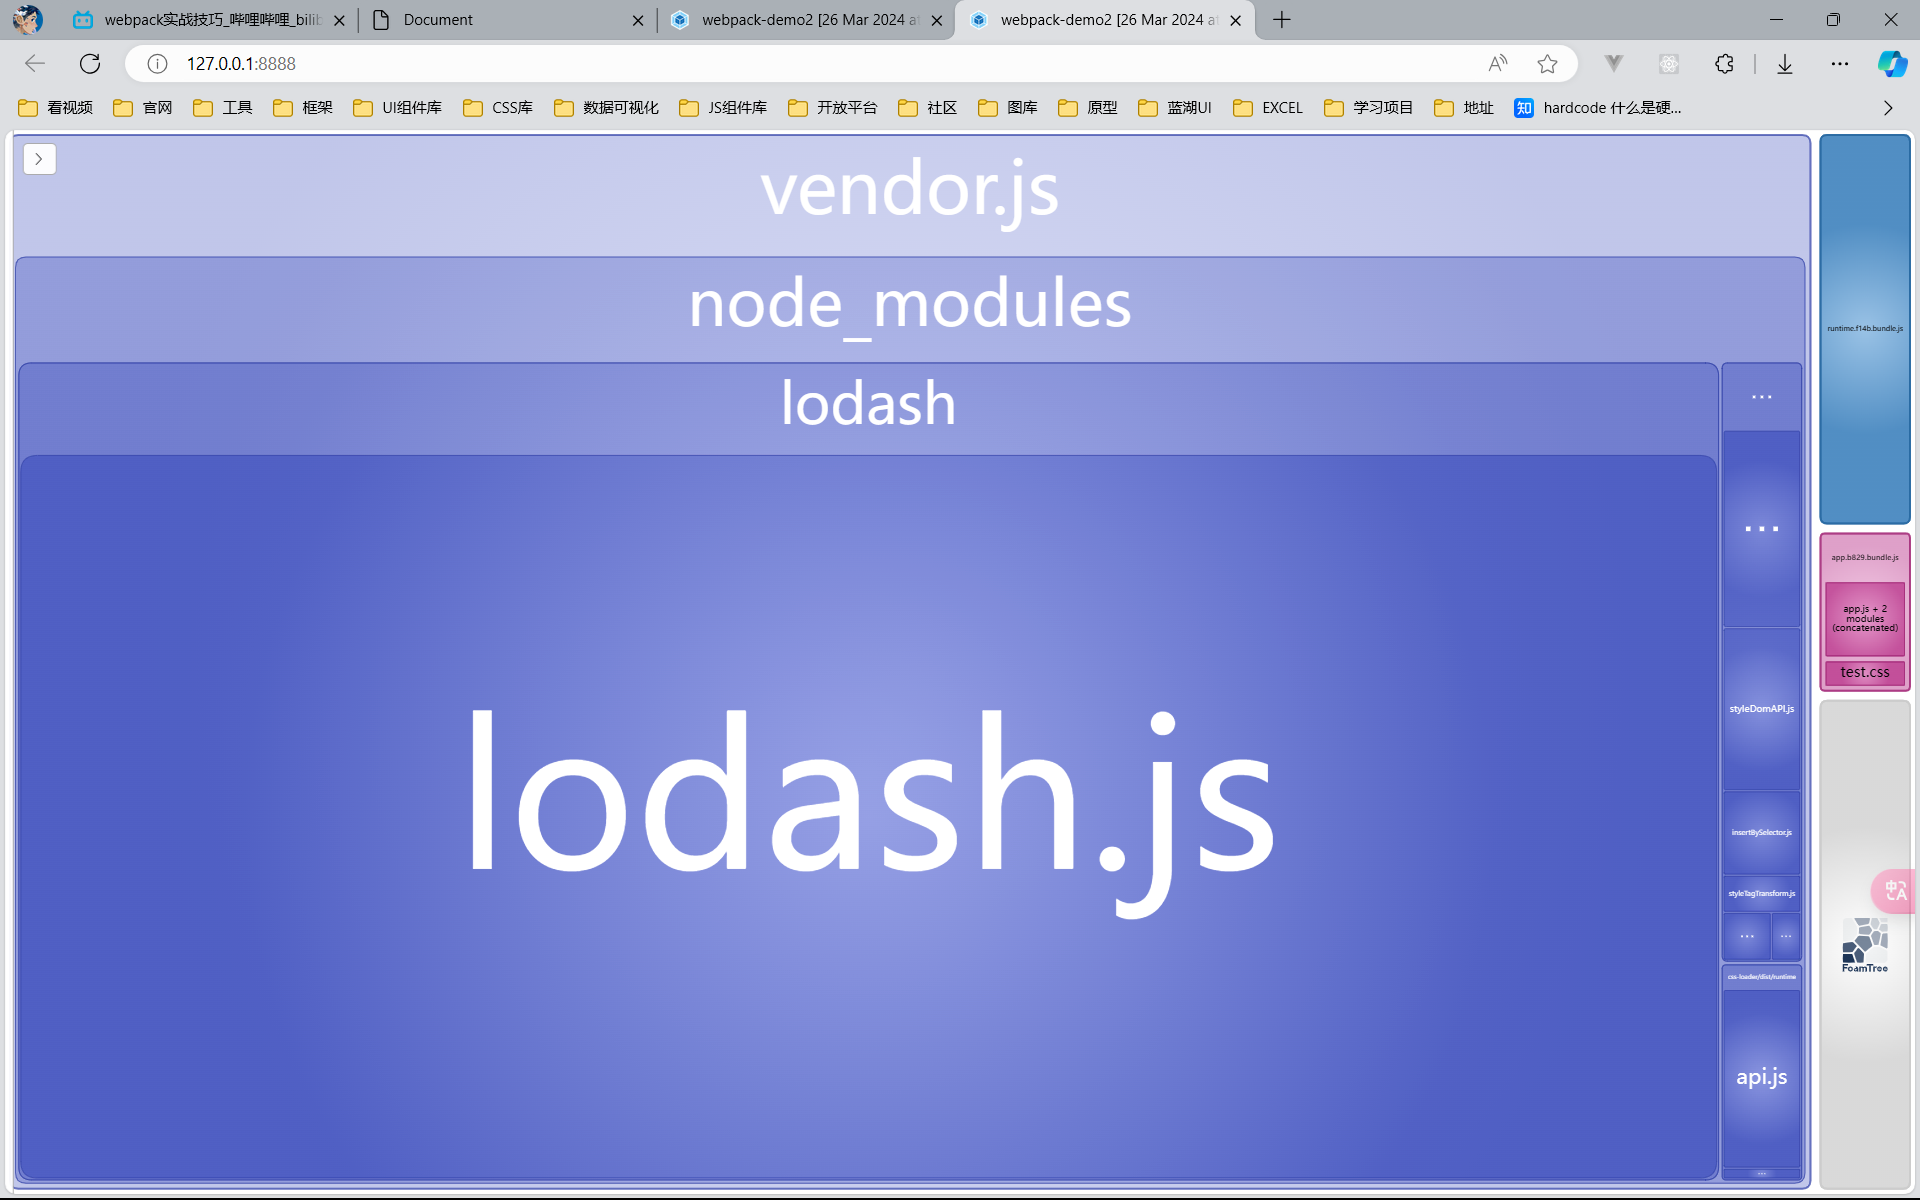 webpack实战技巧_哔哩哔哩_bilib
Document
webpack-demo2 [26 Mar 2024 at
webpack-demo2 [26 Mar 2024 at
127.0.0.1:8888
看视频
官网
工具
框架
UI组件库
CSS库
数据可视化
JS组件库
开放平台
社区
图库
原型
蓝湖UI
EXCEL
学习项目
地址
知
hardcode 什么是硬...
vendor.js
node_modules
lodash
lodash.js
...
...
styleDomAPI.js
insertBySelector.js
styleTagTransform.js
...
...
css-loader/dist/runtime
api.js
...
runtime.f14b.bundle.js
app.b829.bundle.js
app.js + 2
modules
(concatenated)
test.css
中A
FoamTree